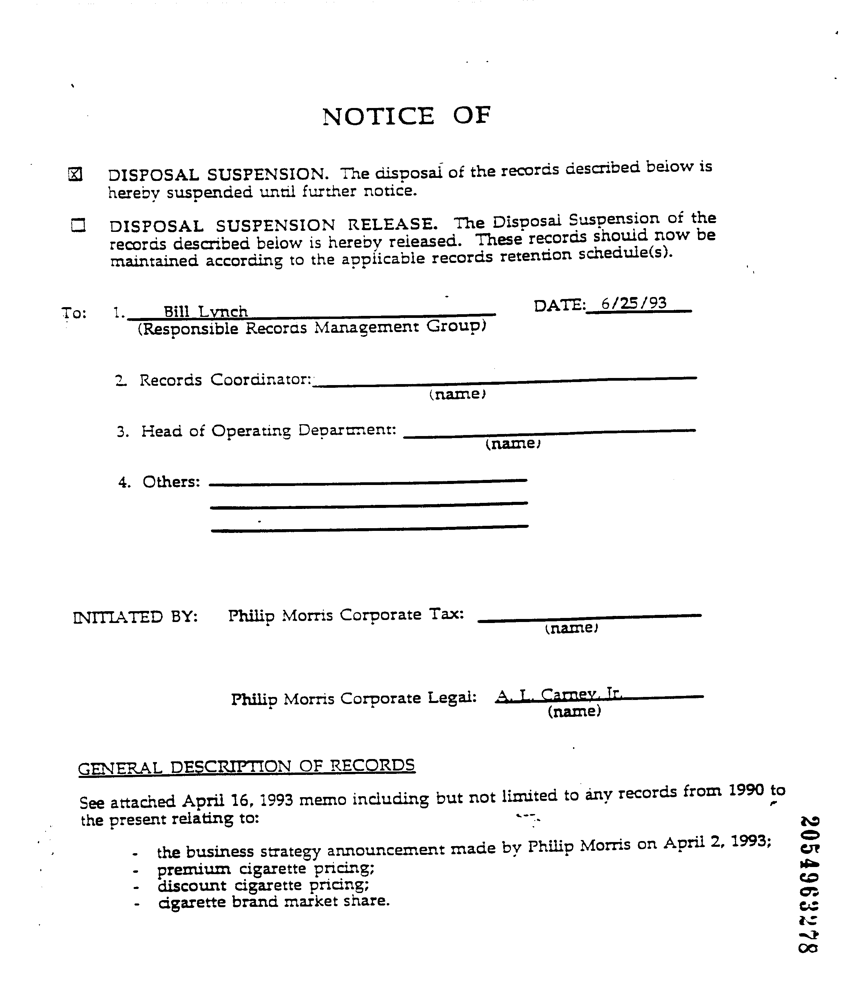 NOTICE OF
☒ DISPOSAL SUSPENSION. The disposal of the records described below is
hereby suspended until further notice.
☐ DISPOSAL SUSPENSION RELEASE. The Disposal Suspension of the
records described below is hereby released. These records should now be
maintained according to the applicable records retention schedule(s).
To: 1. Bill Lynch DATE: 6/25/93
(Responsible Records Management Group)
2. Records Coordinator:
(name)
3. Head of Operating Department:
(name)
4. Others:
INITIATED BY: Philip Morris Corporate Tax:
(name)
Philip Morris Corporate Legal: A. L. Carney, Jr.
(name)
GENERAL DESCRIPTION OF RECORDS
See attached April 16, 1993 memo including but not limited to any records from 1990 to
the present relating to:
- the business strategy announcement made by Philip Morris on April 2, 1993;
- premium cigarette pricing;
- discount cigarette pricing;
- cigarette brand market share.
2054963278